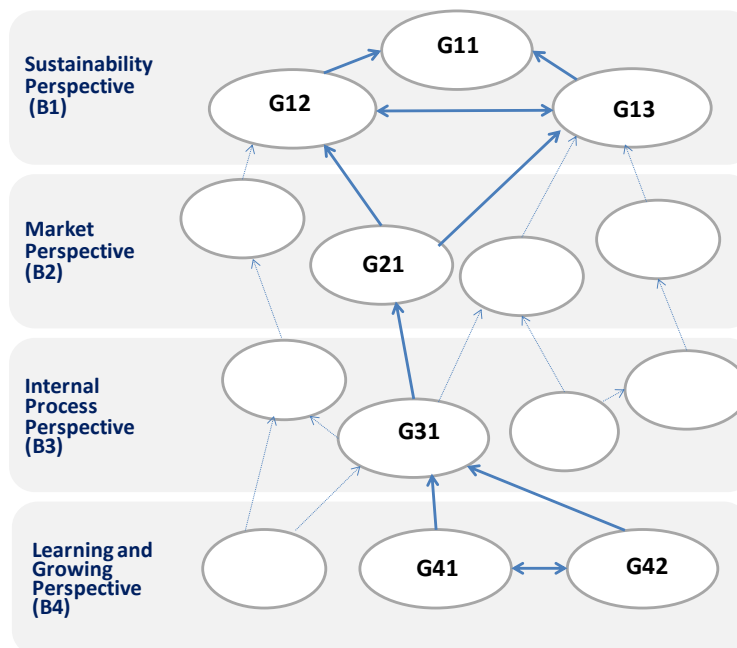 Sustainability
Perspective
(B1)
G11
G12
G13
Market
Perspective
(B2)
G21
Internal
Process
Perspective
(B3)
G31
Learning and
Growing
Perspective
(B4)
G41
G42